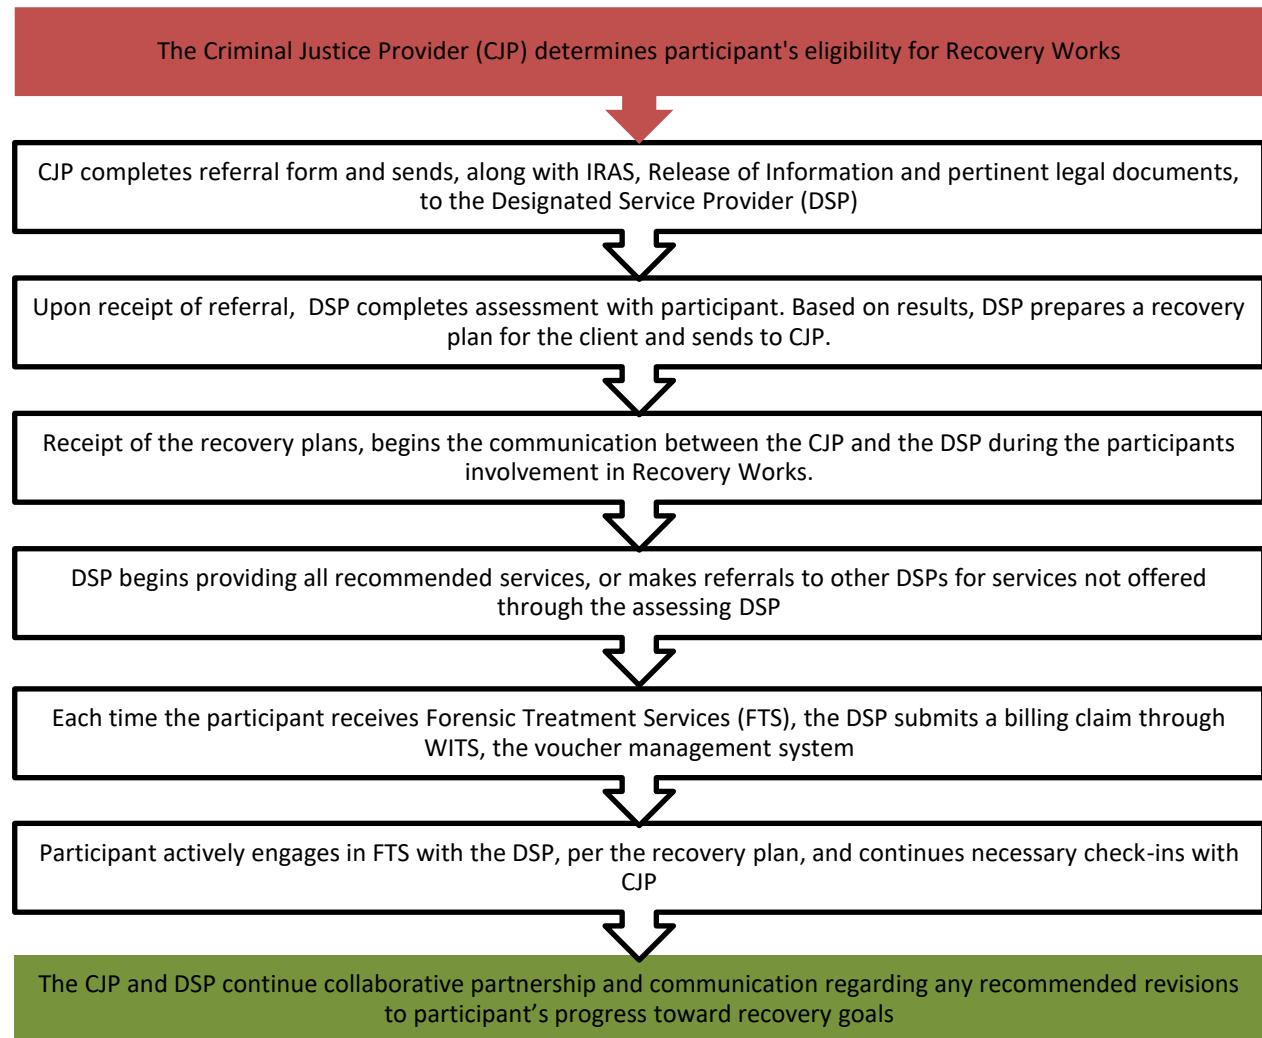 The Criminal Justice Provider (CJP) determines participant's eligibility for Recovery Works
CJP completes referral form and sends, along with IRAS, Release of Information and pertinent legal documents,
to the Designated Service Provider (DSP)
Upon receipt of referral,  DSP completes assessment with participant. Based on results, DSP prepares a recovery
plan for the client and sends to CJP.
Receipt of the recovery plans, begins the communication between the CJP and the DSP during the participants
involvement in Recovery Works.
DSP begins providing all recommended services, or makes referrals to other DSPs for services not offered
through the assessing DSP
Each time the participant receives Forensic Treatment Services (FTS), the DSP submits a billing claim through
WITS, the voucher management system
Participant actively engages in FTS with the DSP, per the recovery plan, and continues necessary check-ins with
CJP
The CJP and DSP continue collaborative partnership and communication regarding any recommended revisions
to participant’s progress toward recovery goals